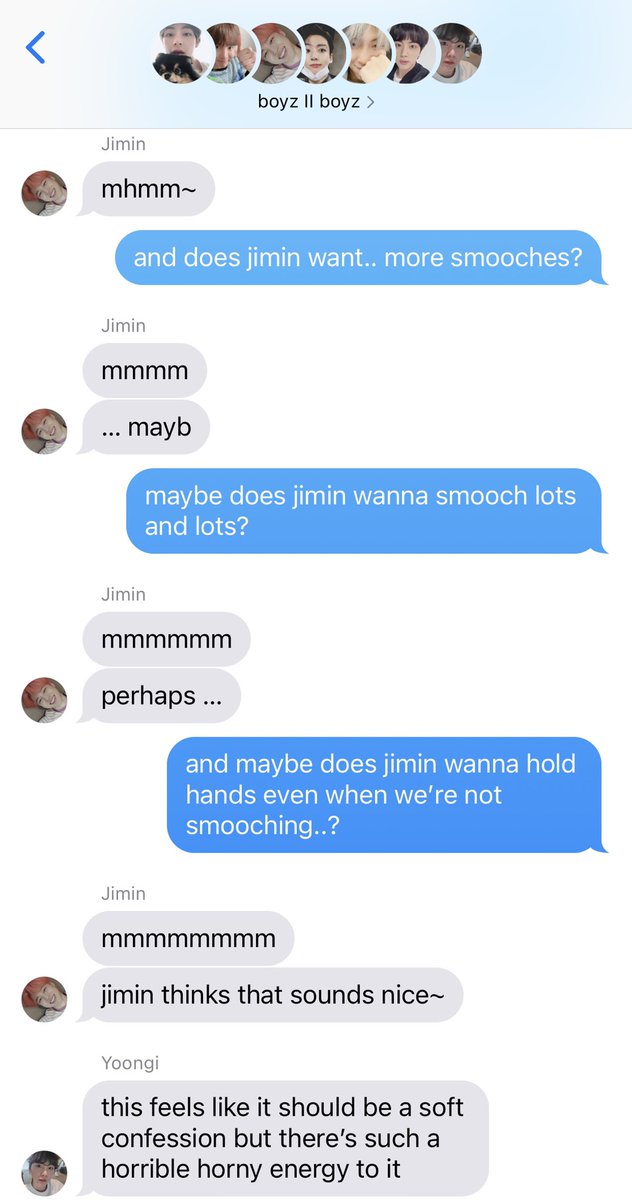 boyz II boyz
Jimin
mhmm~
and does jimin want.. more smooches?
Jimin
mmmm
... mayb
maybe does jimin wanna smooch lots
and lots?
Jimin
mmmmmm
perhaps ...
and maybe does jimin wanna hold
hands even when we’re not
smooching..?
Jimin
mmmmmmmm
jimin thinks that sounds nice~
Yoongi
this feels like it should be a soft
confession but there’s such a
horrible horny energy to it